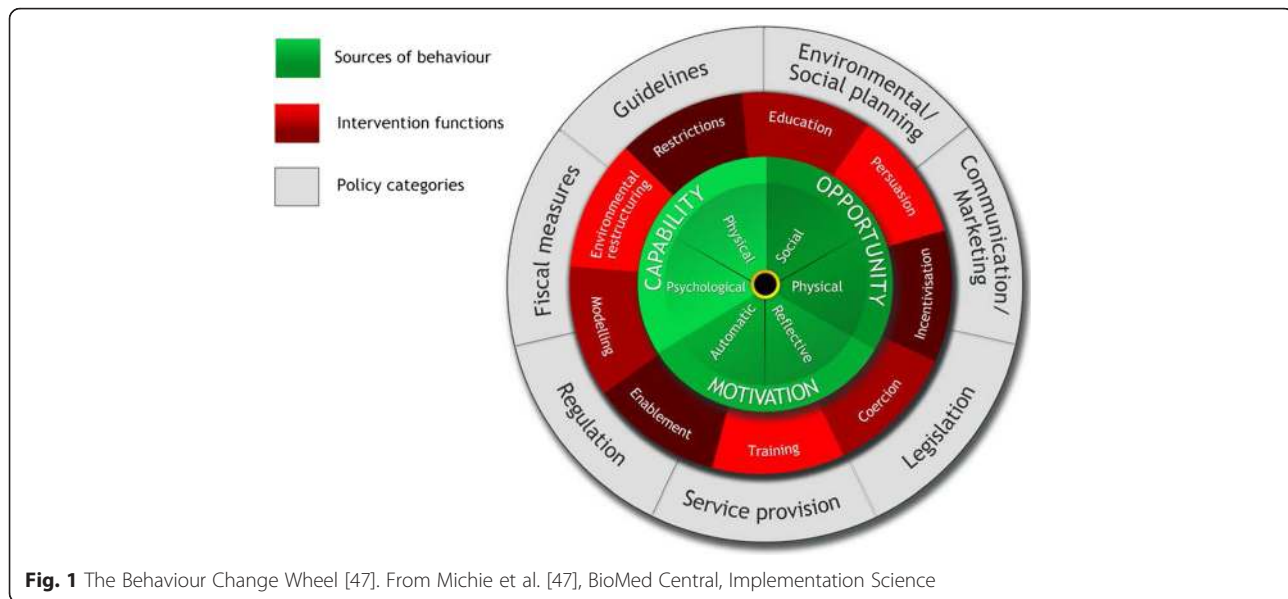 Sources of behaviour
Intervention functions
Policy categories
Guidelines
Environmental/
Social planning
Communication/
Marketing
Legislation
Service provision
Regulation
Fiscal measures
Restrictions
Education
Persuasion
Incentivisation
Coercion
Training
Enablement
Modelling
Environmental
restructuring
CAPABILITY
OPPORTUNITY
MOTIVATION
Physical
Social
Physical
Reflective
Automatic
Psychological
Fig. 1 The Behaviour Change Wheel [47]. From Michie et al. [47], BioMed Central, Implementation Science